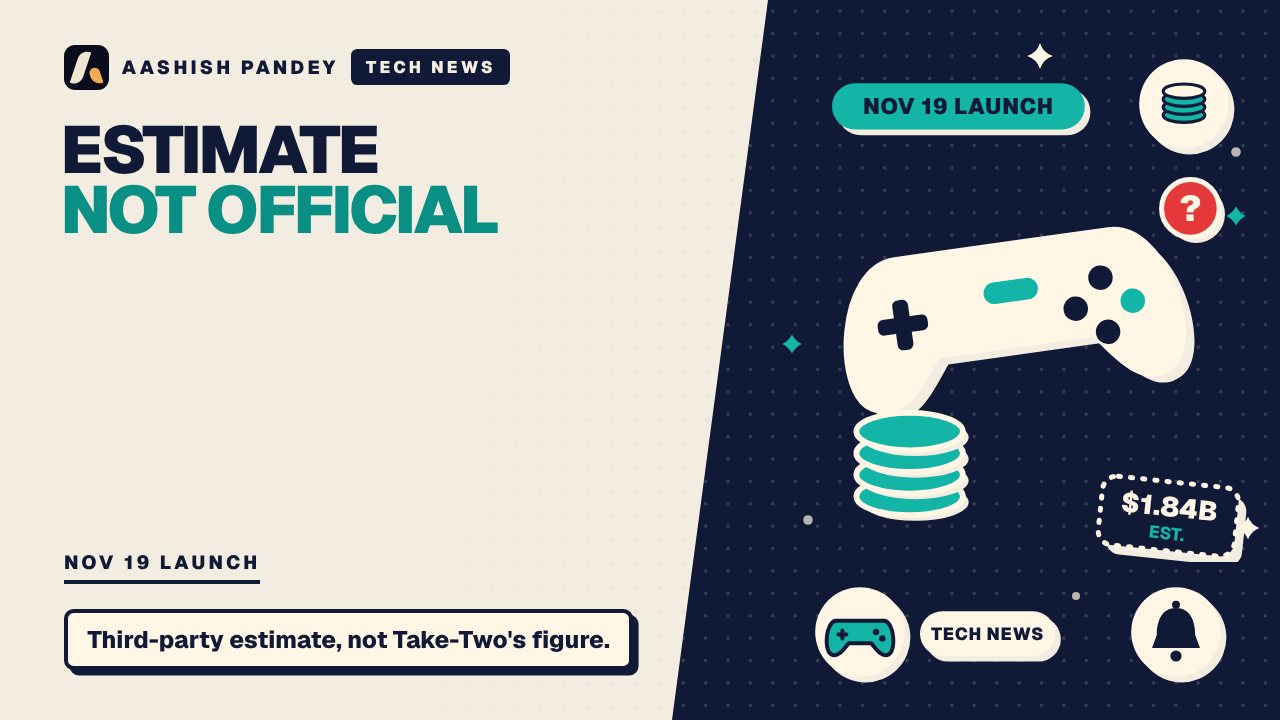 AASHISH PANDEY
TECH NEWS
ESTIMATE
NOT OFFICIAL
NOV 19 LAUNCH
Third-party estimate, not Take-Two's figure.
NOV 19 LAUNCH
?
$1.84B
EST.
TECH NEWS